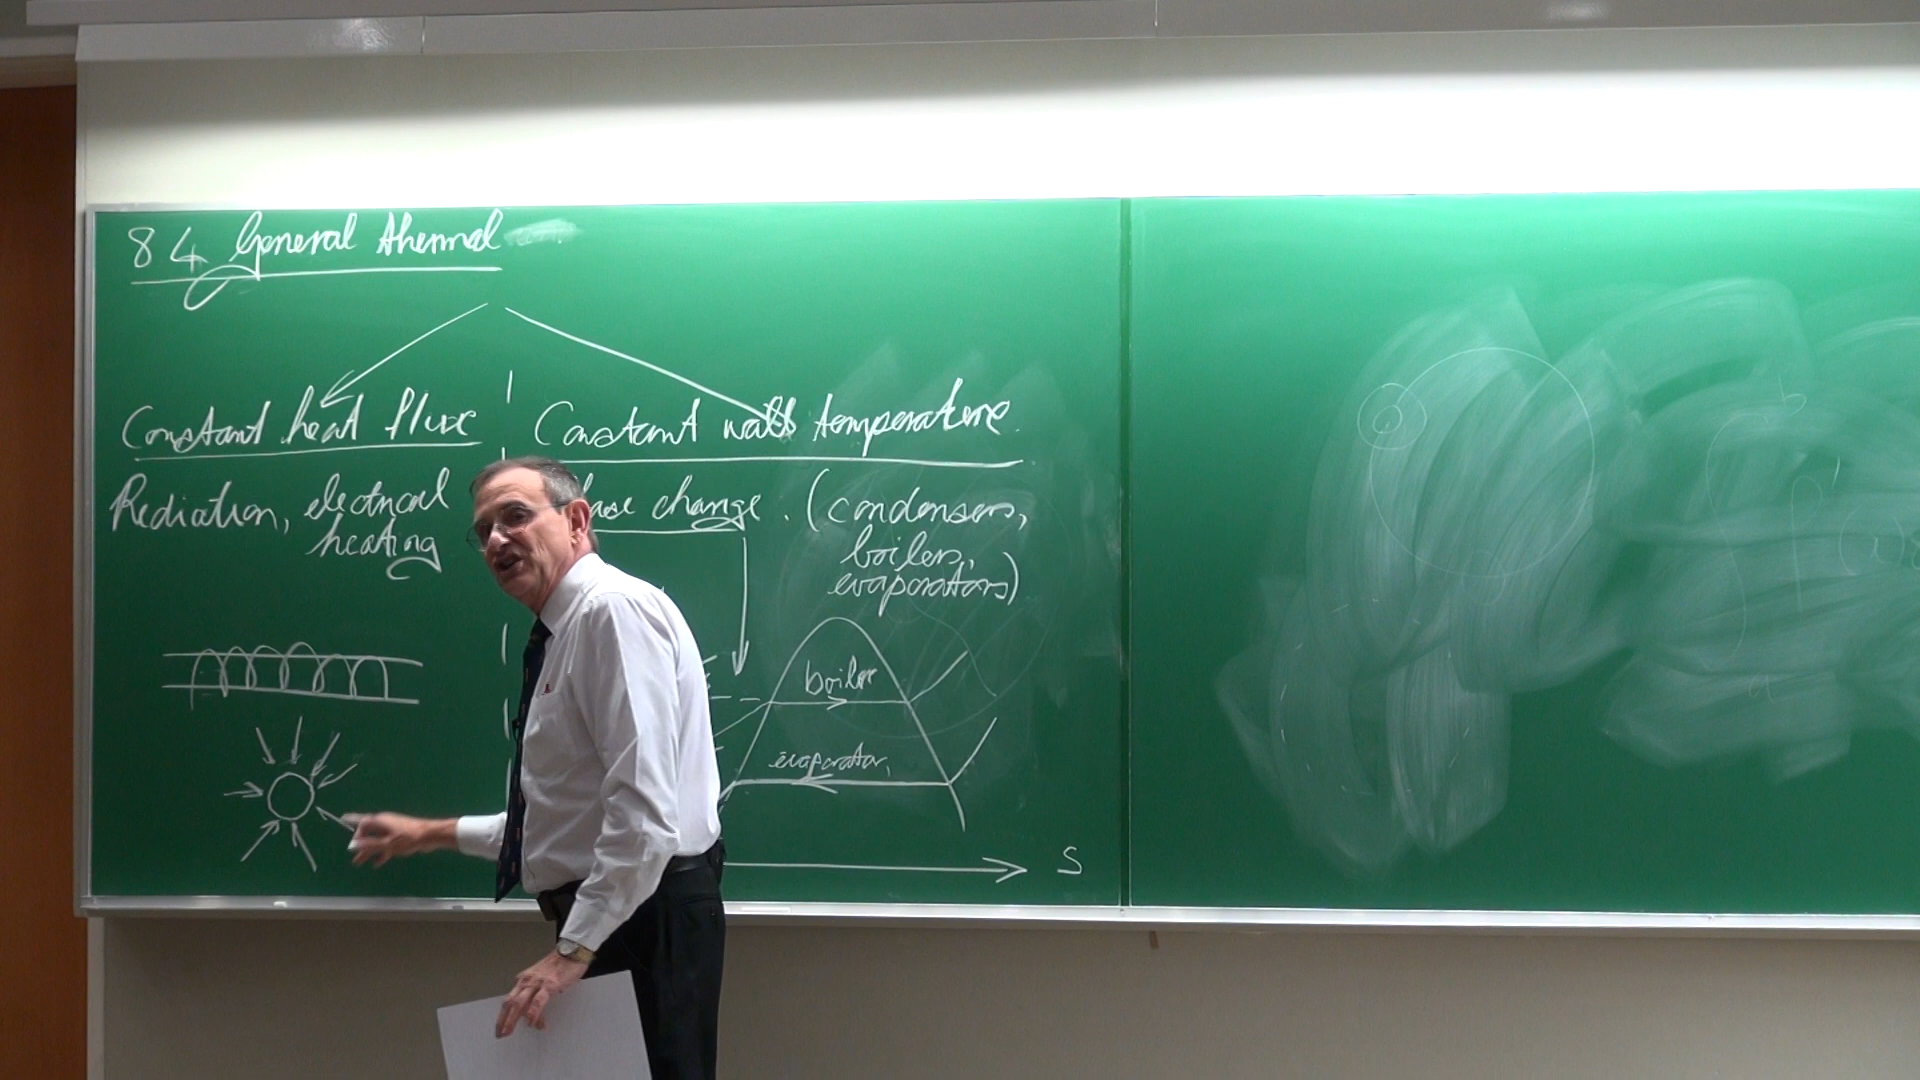 8 4 General thermal
Constant heat flux
Constant wall temperature.
Radiation, electrical
heating
phase change. (condensers,
boilers,
evaporators)
boiler
evaporator
S